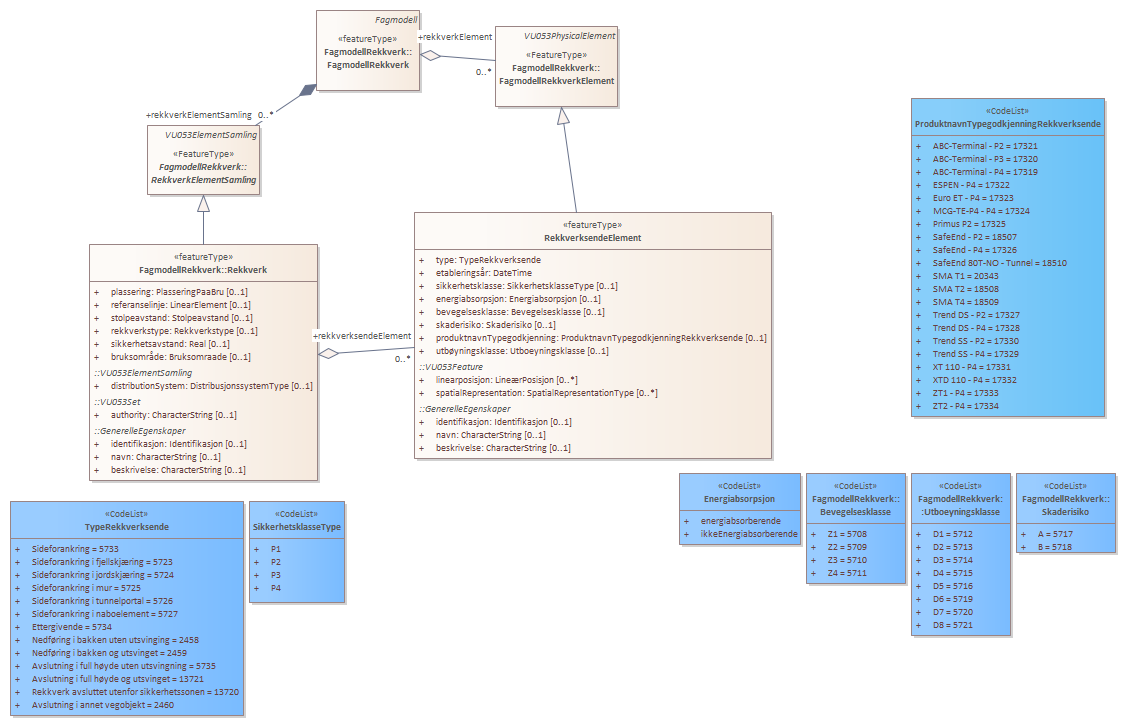 Fagmodell
«featureType»
FagmodellRekkverk::
FagmodellRekkverk
+rekkverkElement
0..*
VU053PhysicalElement
«FeatureType»
FagmodellRekkverk::
FagmodellRekkverkElement
+rekkverkElementSamling
0..*
VU053ElementSamling
«FeatureType»
FagmodellRekkverk::
RekkverkElementSamling
«featureType»
FagmodellRekkverk::Rekkverk
+ plassering: PlasseringPaaBru [0..1]
+ referanselinje: LinearElement [0..1]
+ stolpeavstand: Stolpeavstand [0..1]
+ rekkverkstype: Rekkverkstype [0..1]
+ sikkerhetsavstand: Real [0..1]
+ bruksområde: Bruksomraade [0..1]
::VU053ElementSamling
+ distributionSystem: DistribusjonssystemType [0..1]
::VU053Set
+ authority: CharacterString [0..1]
::GenerelleEgenskaper
+ identifikasjon: Identifikasjon [0..1]
+ navn: CharacterString [0..1]
+ beskrivelse: CharacterString [0..1]
+rekkverksendeElement
0..*
«featureType»
RekkverksendeElement
+ type: TypeRekkverksende
+ etableringsår: DateTime
+ sikkerhetsklasse: SikkerhetsklasseType [0..1]
+ energiabsorpsjon: Energiabsorpsjon [0..1]
+ bevegelsesklasse: Bevegelsesklasse [0..1]
+ skaderisiko: Skaderisiko [0..1]
+ produktnavnTypegodkjenning: ProduktnavnTypegodkjenningRekkverksende [0..1]
+ utbøyningsklasse: Utboeyningsklasse [0..1]
::VU053Feature
+ linearposisjon: LineærPosisjon [0..*]
+ spatialRepresentation: SpatialRepresentationType [0..*]
::GenerelleEgenskaper
+ identifikasjon: Identifikasjon [0..1]
+ navn: CharacterString [0..1]
+ beskrivelse: CharacterString [0..1]
«CodeList»
ProduktnavnTypegodkjenningRekkverksende
+ ABC-Terminal - P2 = 17321
+ ABC-Terminal - P3 = 17320
+ ABC-Terminal - P4 = 17319
+ ESPEN - P4 = 17322
+ Euro ET - P4 = 17323
+ MCG-TE-P4 - P4 = 17324
+ Primus P2 = 17325
+ SafeEnd - P2 = 18507
+ SafeEnd - P4 = 17326
+ SafeEnd 80T-NO - Tunnel = 18510
+ SMA T1 = 20343
+ SMA T2 = 18508
+ SMA T4 = 18509
+ Trend DS - P2 = 17327
+ Trend DS - P4 = 17328
+ Trend SS - P2 = 17330
+ Trend SS - P4 = 17329
+ XT 110 - P4 = 17331
+ XTD 110 - P4 = 17332
+ ZT1 - P4 = 17333
+ ZT2 - P4 = 17334
«CodeList»
TypeRekkverksende
+ Sideforankring = 5733
+ Sideforankring i fjellskjæring = 5723
+ Sideforankring i jordskjæring = 5724
+ Sideforankring i mur = 5725
+ Sideforankring i tunnelportal = 5726
+ Sideforankring i naboelement = 5727
+ Ettergivende = 5734
+ Nedføring i bakken uten utsvinging = 2458
+ Nedføring i bakken og utsvinget = 2459
+ Avslutning i full høyde uten utsvingning = 5735
+ Avslutning i full høyde og utsvinget = 13721
+ Rekkverk avsluttet utenfor sikkerhetssonen = 13720
+ Avslutning i annet vegobjekt = 2460
«CodeList»
SikkerhetsklasseType
+ P1
+ P2
+ P3
+ P4
«CodeList»
Energiabsorpsjon
+ energiabsorberende
+ ikkeEnergiabsorberende
«CodeList»
FagmodellRekkverk::
Bevegelsesklasse
+ Z1 = 5708
+ Z2 = 5709
+ Z3 = 5710
+ Z4 = 5711
«CodeList»
FagmodellRekkverk:
:Utboeyningsklasse
+ D1 = 5712
+ D2 = 5713
+ D3 = 5714
+ D4 = 5715
+ D5 = 5716
+ D6 = 5719
+ D7 = 5720
+ D8 = 5721
«CodeList»
FagmodellRekkverk::
Skaderisiko
+ A = 5717
+ B = 5718